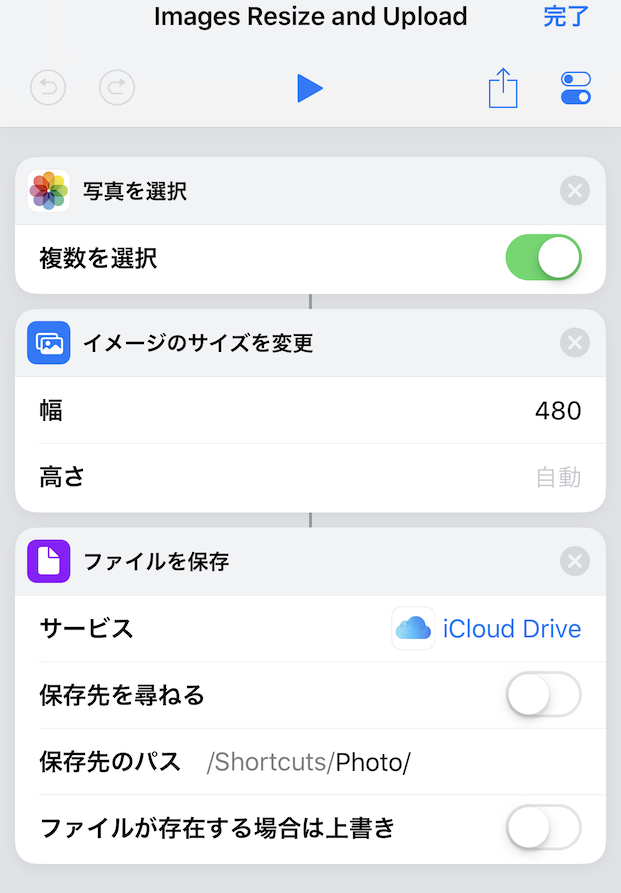 Images Resize and Upload 完了
写真を選択
複数を選択
イメージのサイズを変更
幅 480
高さ 自動
ファイルを保存
サービス iCloud Drive
保存先を尋ねる
保存先のパス /Shortcuts/Photo/
ファイルが存在する場合は上書き